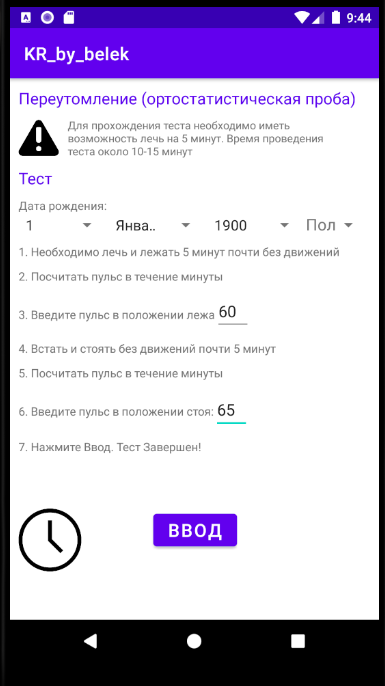 9:44
KR_by_belek
Переутомление (ортостатистическая проба)
Для прохождения теста необходимо иметь
возможность лечь на 5 минут. Время проведения
теста около 10-15 минут
Тест
Дата рождения:
1 Янва.. 1900 Пол
1. Необходимо лечь и лежать 5 минут почти без движений
2. Посчитать пульс в течение минуты
3. Введите пульс в положении лежа 60
4. Встать и стоять без движений почти 5 минут
5. Посчитать пульс в течение минуты
6. Введите пульс в положении стоя: 65
7. Нажмите Ввод. Тест Завершен!
ВВОД